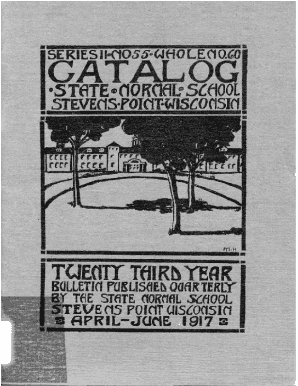 SERIES II NO 55 · WHOLE NO. 60
CATALOG
· STATE · NORMAL · SCHOOL
STEVENS · POINT · WISCONSIN
TWENTY THIRD YEAR
BULLETIN PUBLISHED QUARTERLY
BY THE STATE NORMAL SCHOOL
STEVENS POINT WISCONSIN
APRIL-JUNE 1917